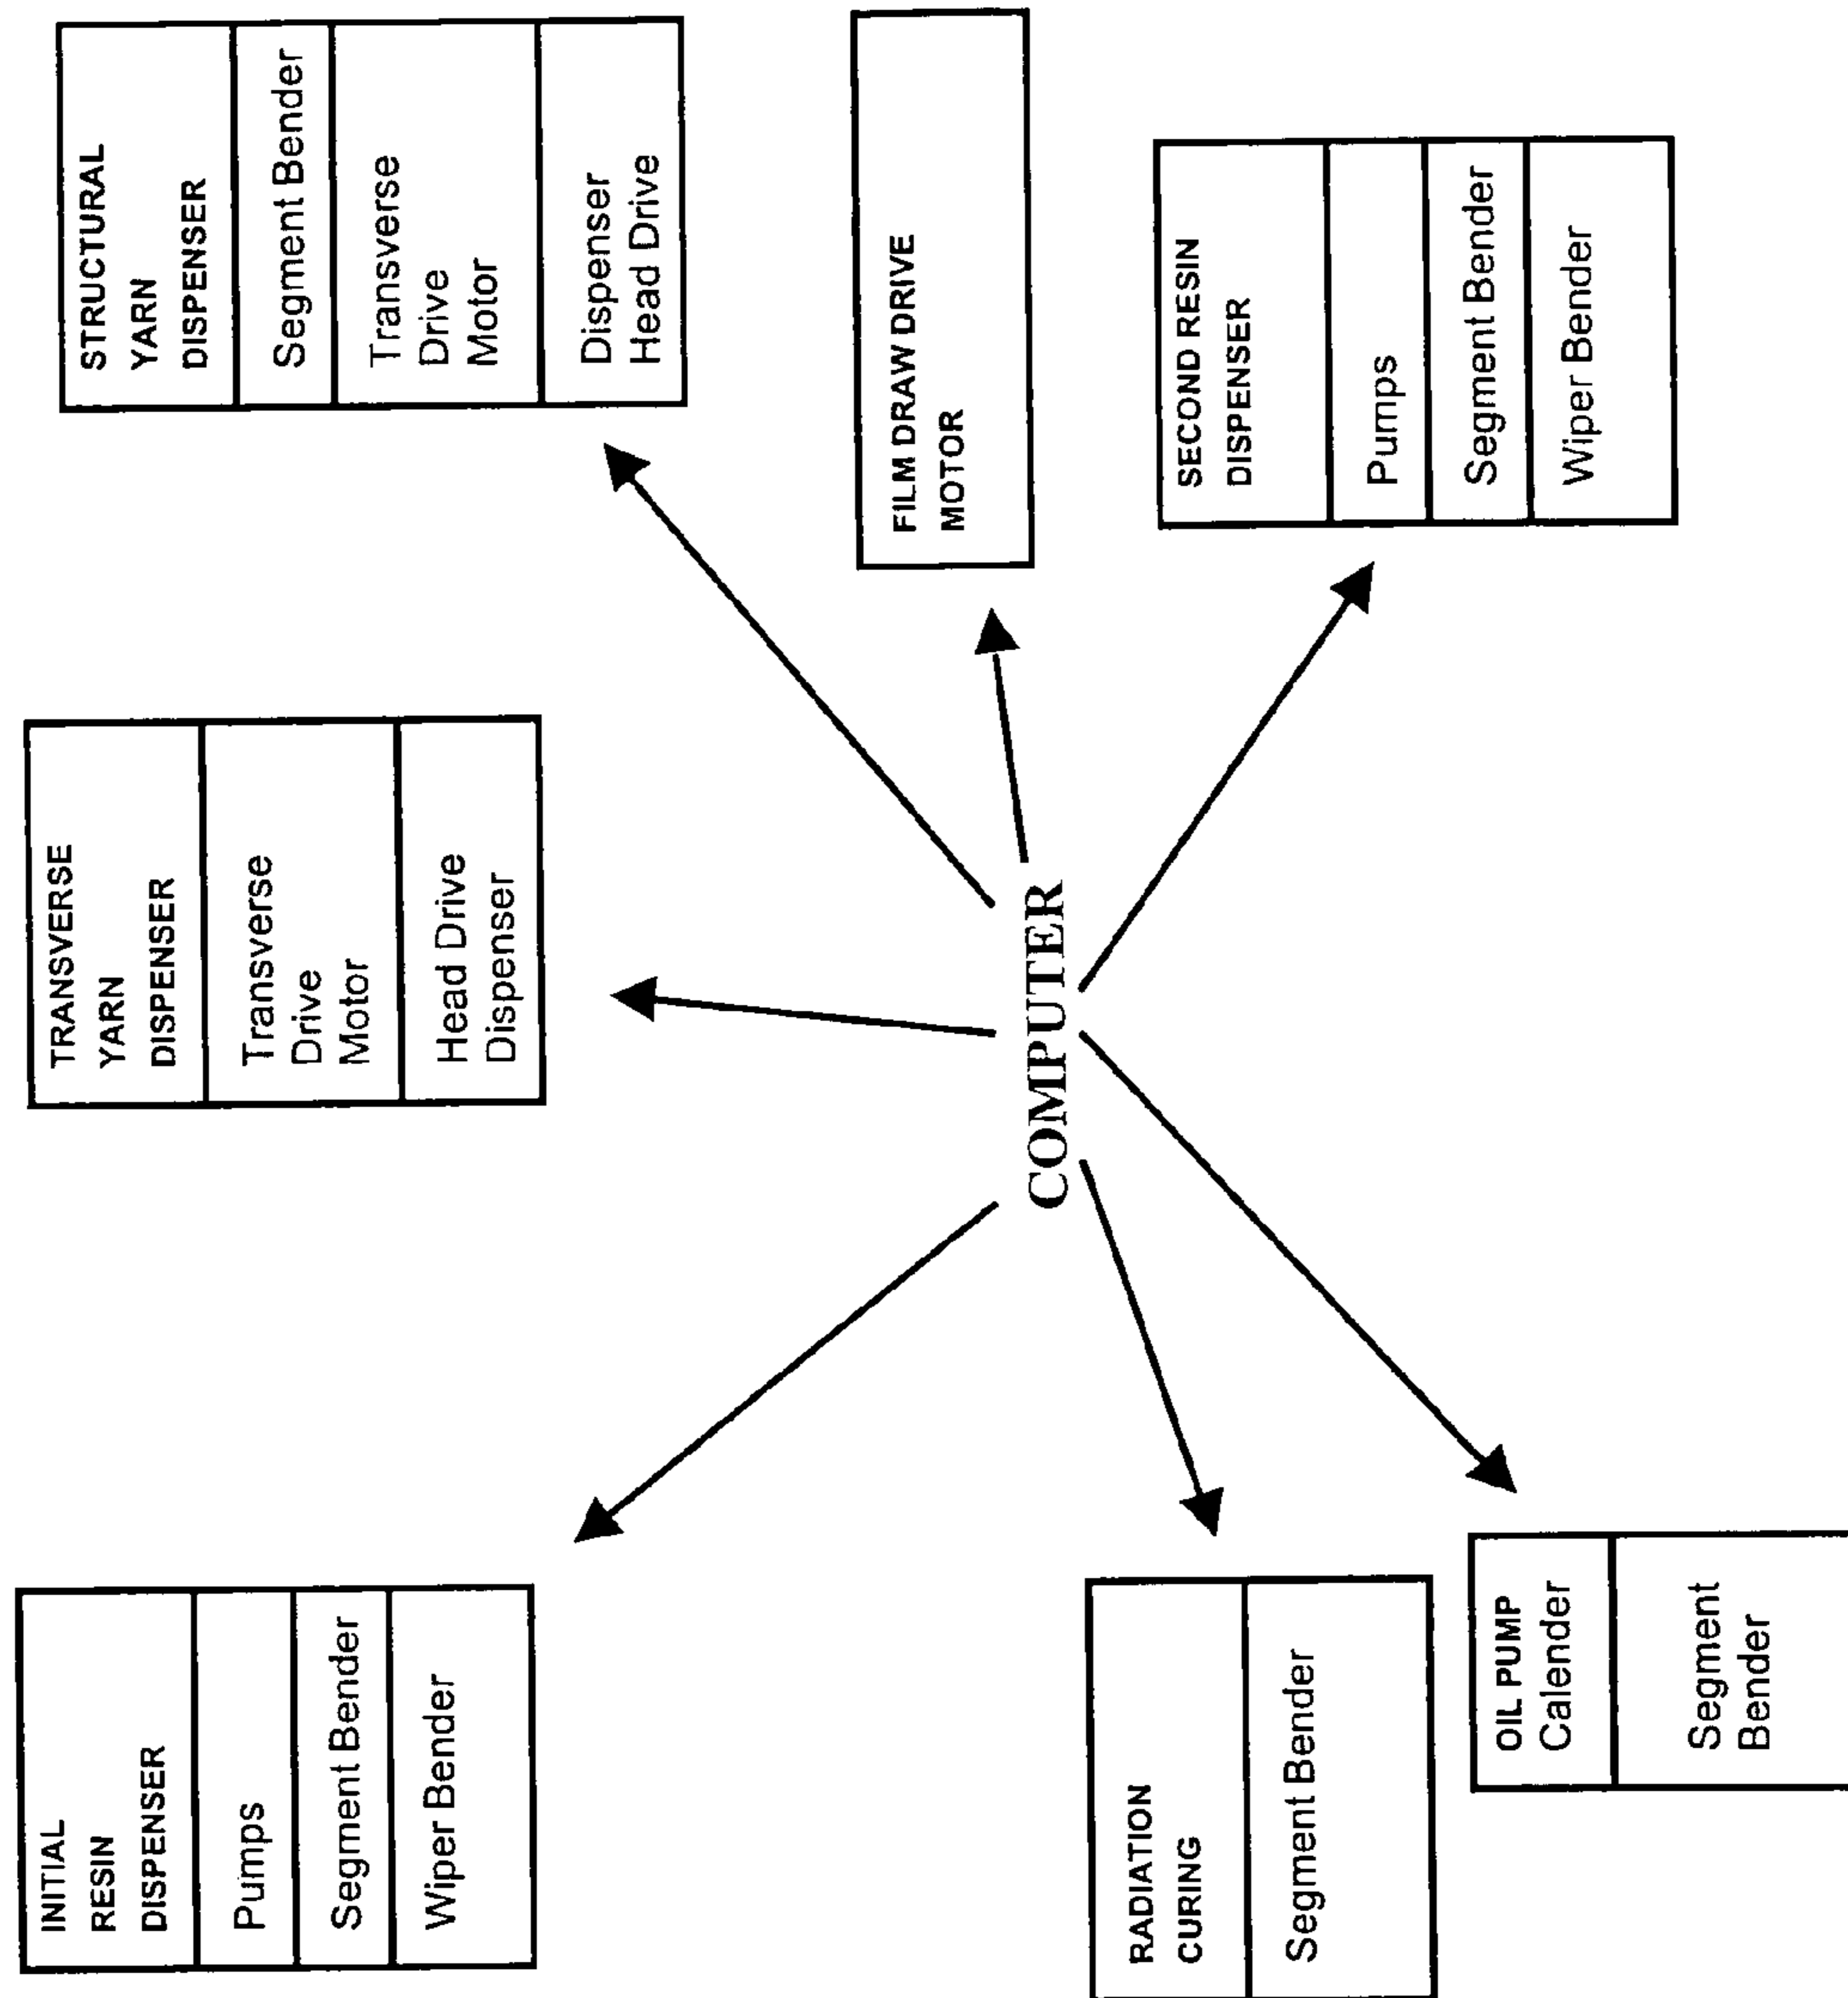 INITIAL
RESIN
DISPENSER
Pumps
Segment Bender
Wiper Bender
TRANSVERSE
YARN
DISPENSER
Transverse
Drive
Motor
Head Drive
Dispenser
STRUCTURAL
YARN
DISPENSER
Segment Bender
Transverse
Drive
Motor
Dispenser
Head Drive
COMPUTER
FILM DRAW DRIVE
MOTOR
RADIATION
CURING
Segment Bender
OIL PUMP
Calender
Segment
Bender
SECOND RESIN
DISPENSER
Pumps
Segment Bender
Wiper Bender